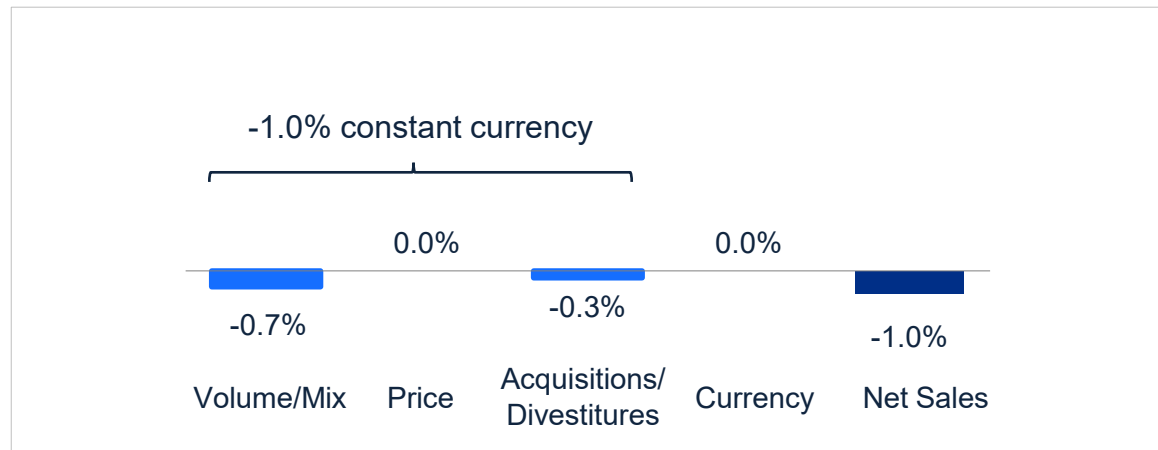 -1.0% constant currency
0.0%
0.0%
-0.7%
-0.3%
-1.0%
Volume/Mix
Price
Acquisitions/
Divestitures
Currency
Net Sales